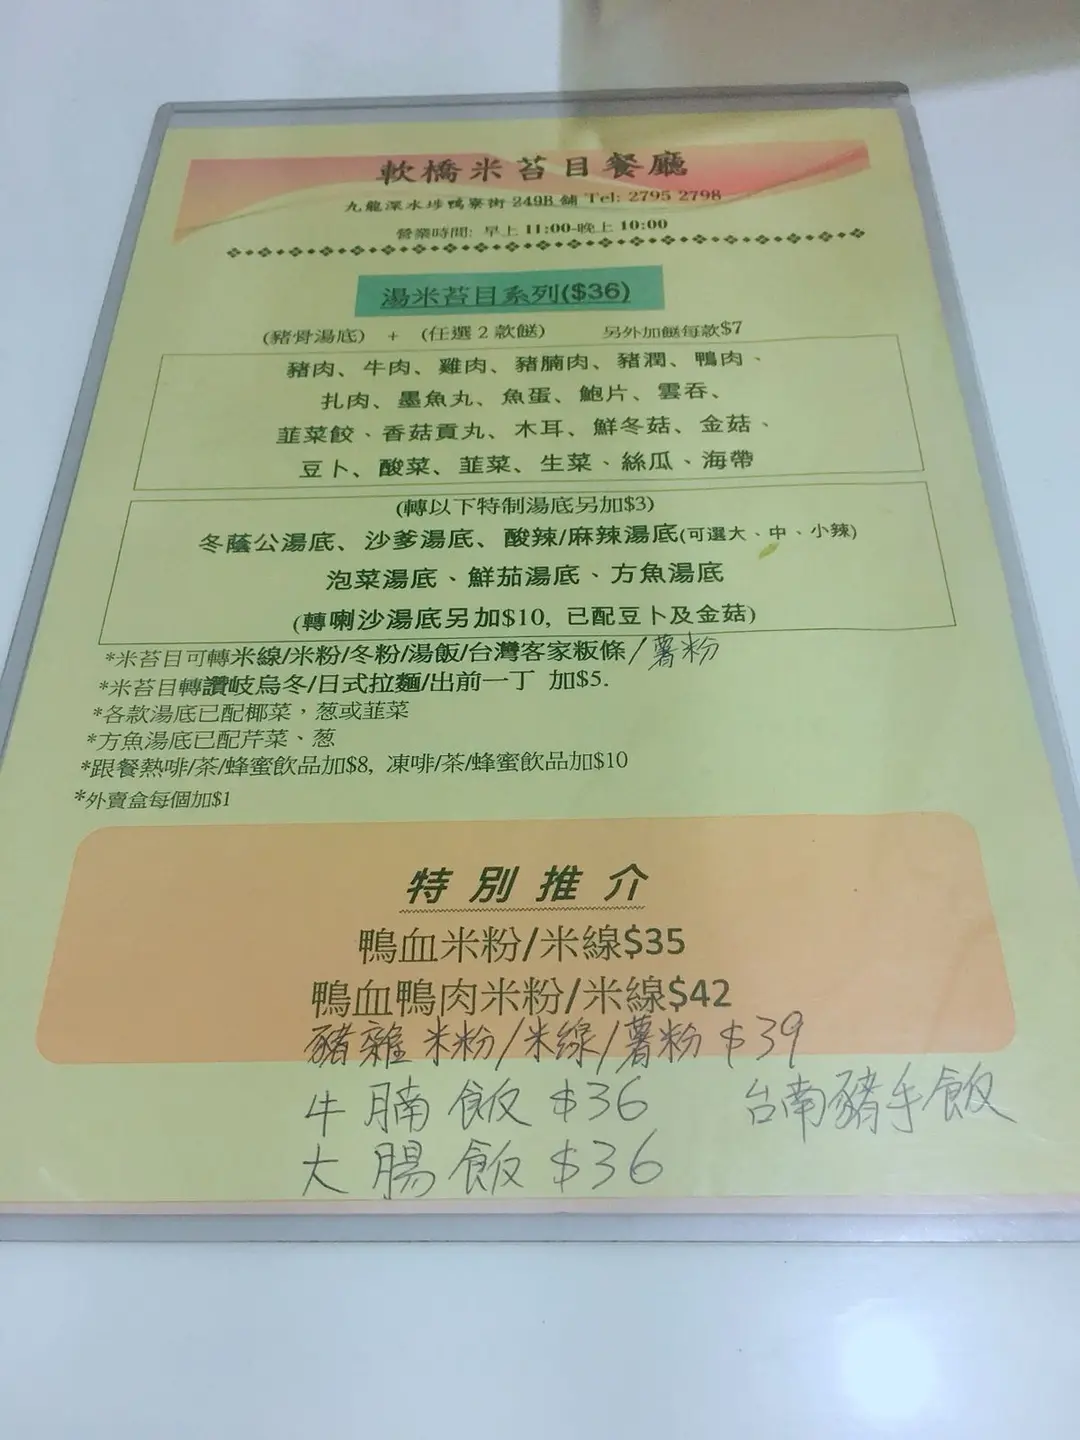 軟橋米苔目餐廳
九龍深水埗鴨寮街 249B 舖 Tel: 2795 2798
營業時間: 早上 11:00-晚上 10:00
湯米苔目系列($36)
(豬骨湯底) + (任選 2 款餸) 另外加餸每款$7
豬肉、牛肉、雞肉、豬腩肉、豬潤、鴨肉、
扎肉、墨魚丸、魚蛋、鮑片、雲吞、
韮菜餃、香菇貢丸、木耳、鮮冬菇、金菇、
豆卜、酸菜、韮菜、生菜、絲瓜、海帶
(轉以下特制湯底另加$3)
冬蔭公湯底、沙爹湯底、酸辣/麻辣湯底(可選大、中、小辣)
泡菜湯底、鮮茄湯底、方魚湯底
(轉喇沙湯底另加$10, 已配豆卜及金菇)
*米苔目可轉米線/米粉/冬粉/湯飯/台灣客家粄條/薯粉
*米苔目轉讚岐烏冬/日式拉麵/出前一丁 加$5.
*各款湯底已配椰菜，葱或韮菜
*方魚湯底已配芹菜、葱
*跟餐熱啡/茶/蜂蜜飲品加$8, 凍啡/茶/蜂蜜飲品加$10
*外賣盒每個加$1
特別推介
鴨血米粉/米線$35
鴨血鴨肉米粉/米線$42
豬雜米粉/米線/薯粉 $39
牛腩飯 $36 台南豬手飯
大腸飯 $36